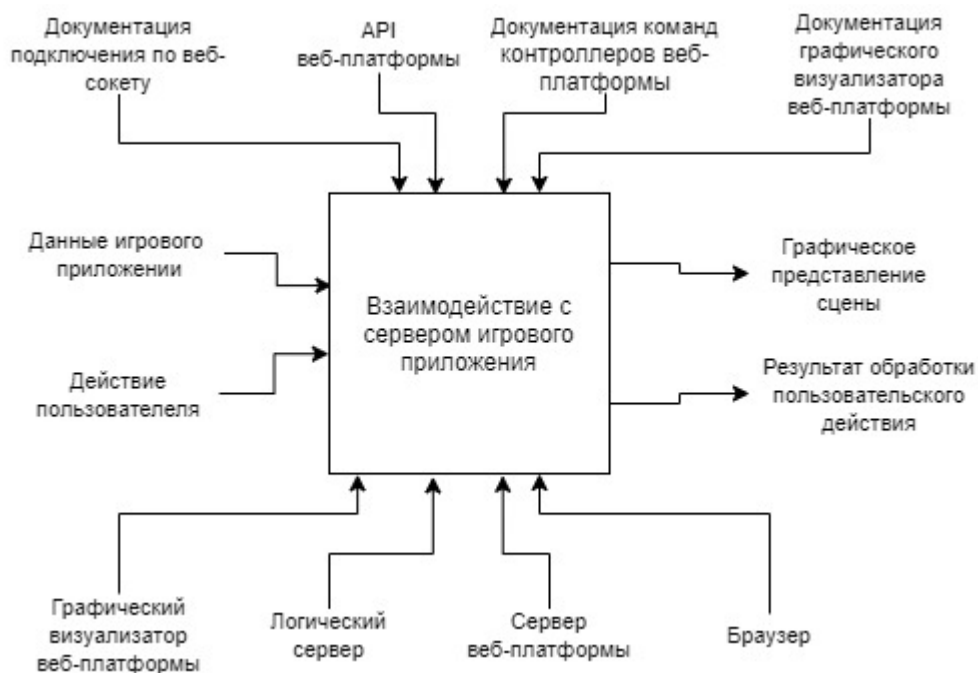 Документация
подключения по веб-
сокету
API
веб-платформы
Документация команд
контроллеров веб-
платформы
Документация
графического
визуализатора
веб-платформы
Данные игрового
приложении
Действие
пользователеля
Взаимодействие с
сервером игрового
приложения
Графическое
представление
сцены
Результат обработки
пользовательского
действия
Графический
визуализатор
веб-платформы
Логический
сервер
Сервер
веб-платформы
Браузер